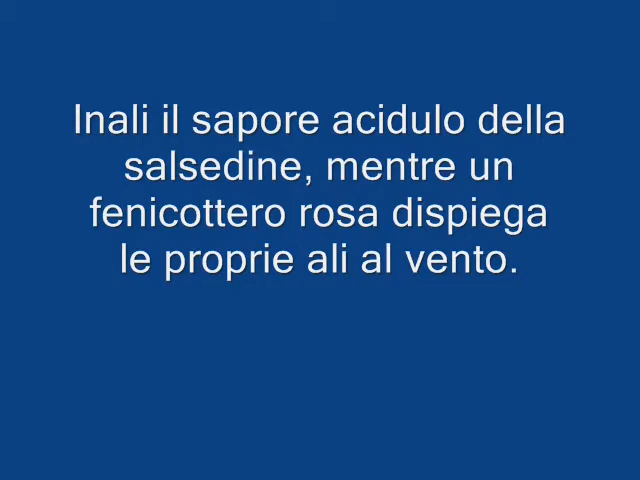 Inali il sapore acidulo della
salsedine, mentre un
fenicottero rosa dispiega
le proprie ali al vento.